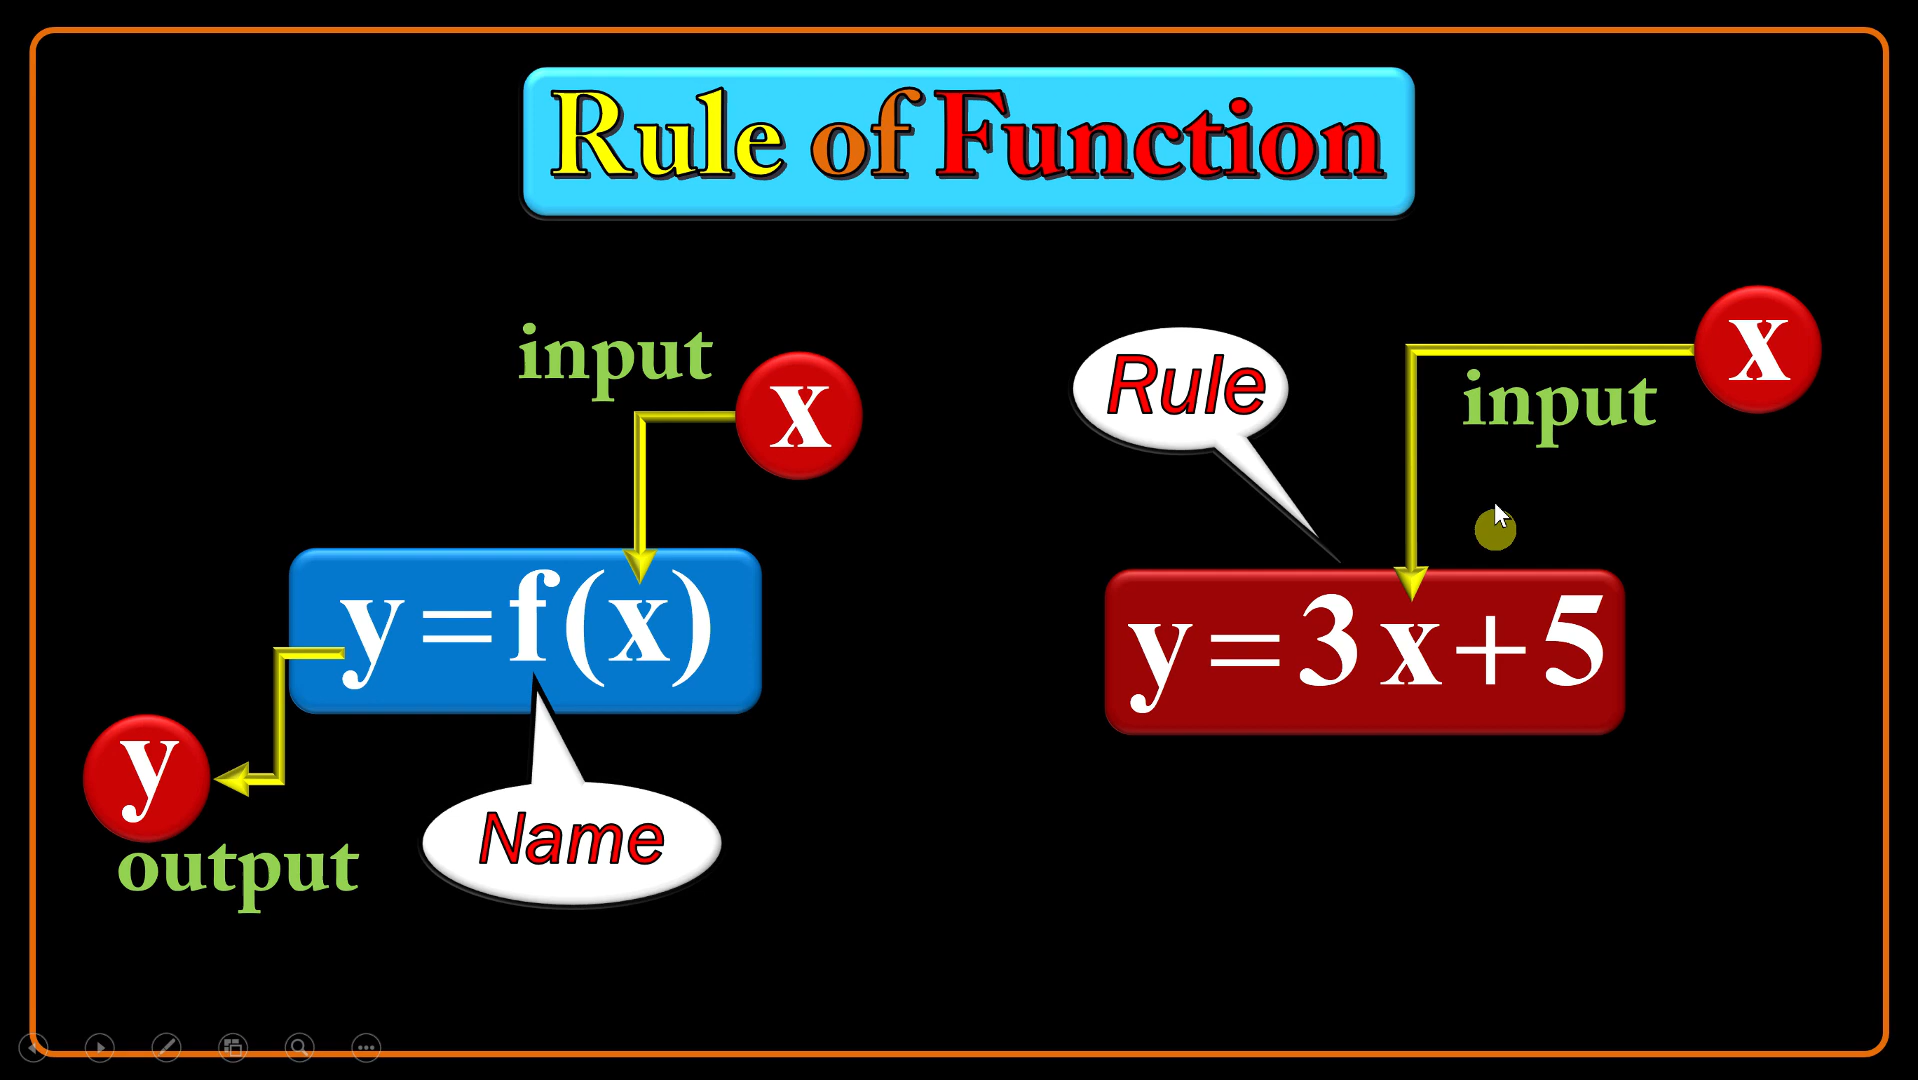 Rule of Function
input
x
y=f(x)
y
output
Name
Rule
x
input
y=3x+5